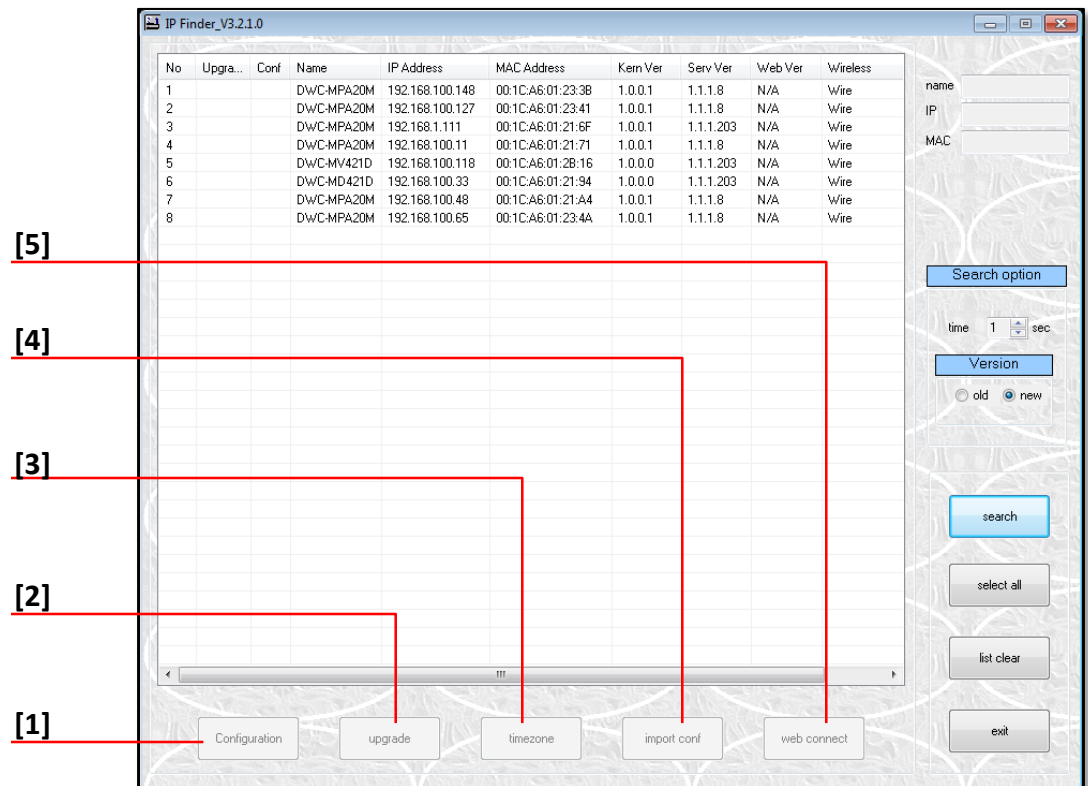 IP Finder_V3.2.1.0
No Upgra... Conf Name IP Address MAC Address Kern Ver Serv Ver Web Ver Wireless
1 DWC-MPA20M 192.168.100.148 00:1C:A6:01:23:3B 1.0.0.1 1.1.1.8 N/A Wire
2 DWC-MPA20M 192.168.100.127 00:1C:A6:01:23:41 1.0.0.1 1.1.1.8 N/A Wire
3 DWC-MPA20M 192.168.1.111 00:1C:A6:01:21:6F 1.0.0.1 1.1.1.203 N/A Wire
4 DWC-MPA20M 192.168.100.11 00:1C:A6:01:21:71 1.0.0.1 1.1.1.8 N/A Wire
5 DWC-MV421D 192.168.100.118 00:1C:A6:01:2B:16 1.0.0.0 1.1.1.203 N/A Wire
6 DWC-MD421D 192.168.100.33 00:1C:A6:01:21:94 1.0.0.0 1.1.1.203 N/A Wire
7 DWC-MPA20M 192.168.100.48 00:1C:A6:01:21:A4 1.0.0.1 1.1.1.8 N/A Wire
8 DWC-MPA20M 192.168.100.65 00:1C:A6:01:23:4A 1.0.0.1 1.1.1.8 N/A Wire
name
IP
MAC
[5]
Search option
time 1 sec
[4]
Version
old new
[3]
search
[2]
select all
list clear
[1]
Configuration upgrade timezone import conf web connect
exit